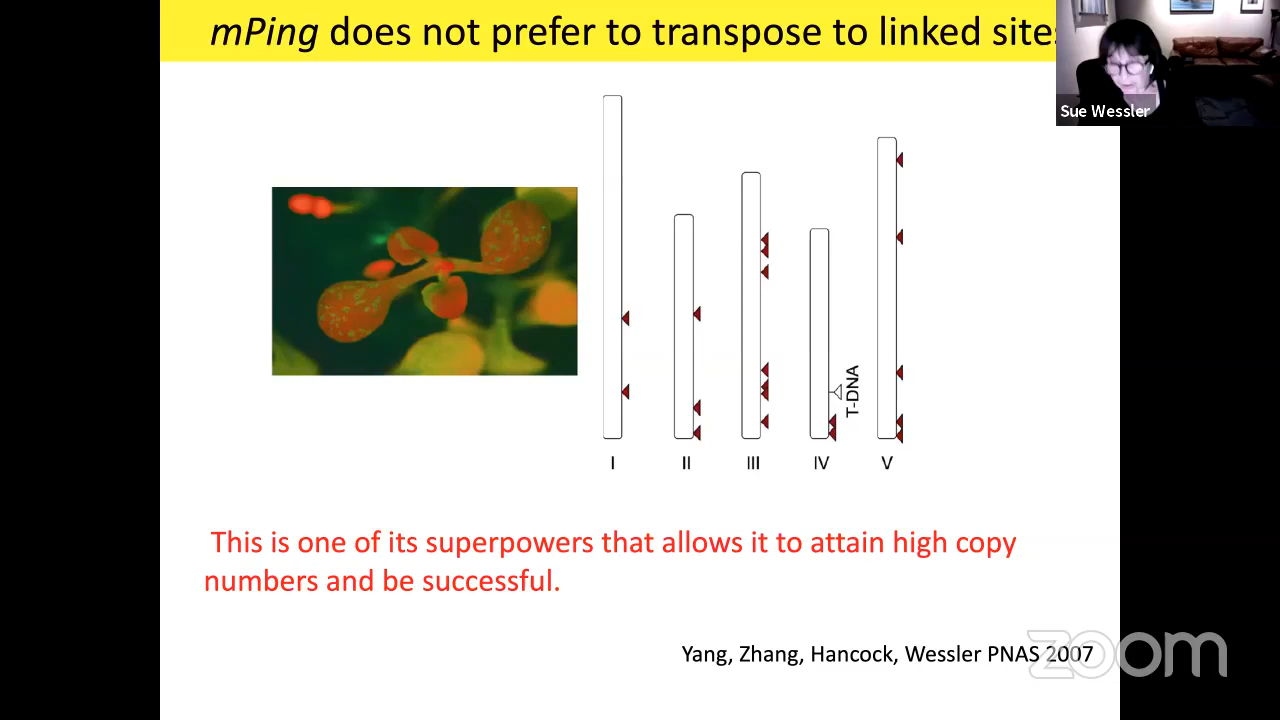 mPing does not prefer to transpose to linked sites
Sue Wessler
T-DNA
I II III IV V
This is one of its superpowers that allows it to attain high copy
numbers and be successful.
Yang, Zhang, Hancock, Wessler PNAS 2007
zoom